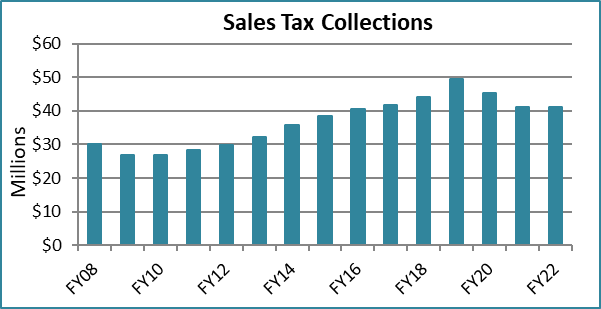 Sales Tax Collections
$60
$50
$40
$30
$20
$10
$0
Millions
FY08
FY10
FY12
FY14
FY16
FY18
FY20
FY22